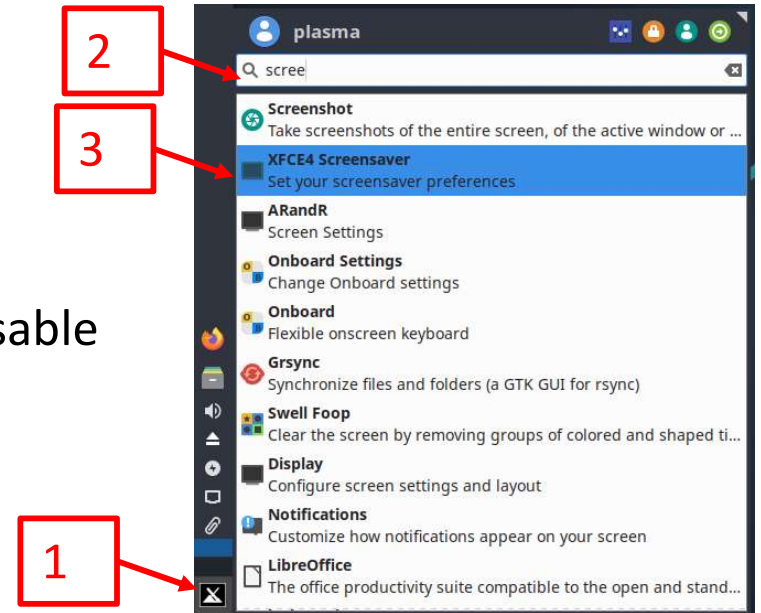 2
plasma
scree
3
Screenshot
Take screenshots of the entire screen, of the active window or ...
XFCE4 Screensaver
Set your screensaver preferences
ARandR
Screen Settings
Onboard Settings
Change Onboard settings
Onboard
Flexible onscreen keyboard
sable
Grsync
Synchronize files and folders (a GTK GUI for rsync)
Swell Foop
Clear the screen by removing groups of colored and shaped ti...
Display
Configure screen settings and layout
Notifications
Customize how notifications appear on your screen
1
LibreOffice
The office productivity suite compatible to the open and stand...